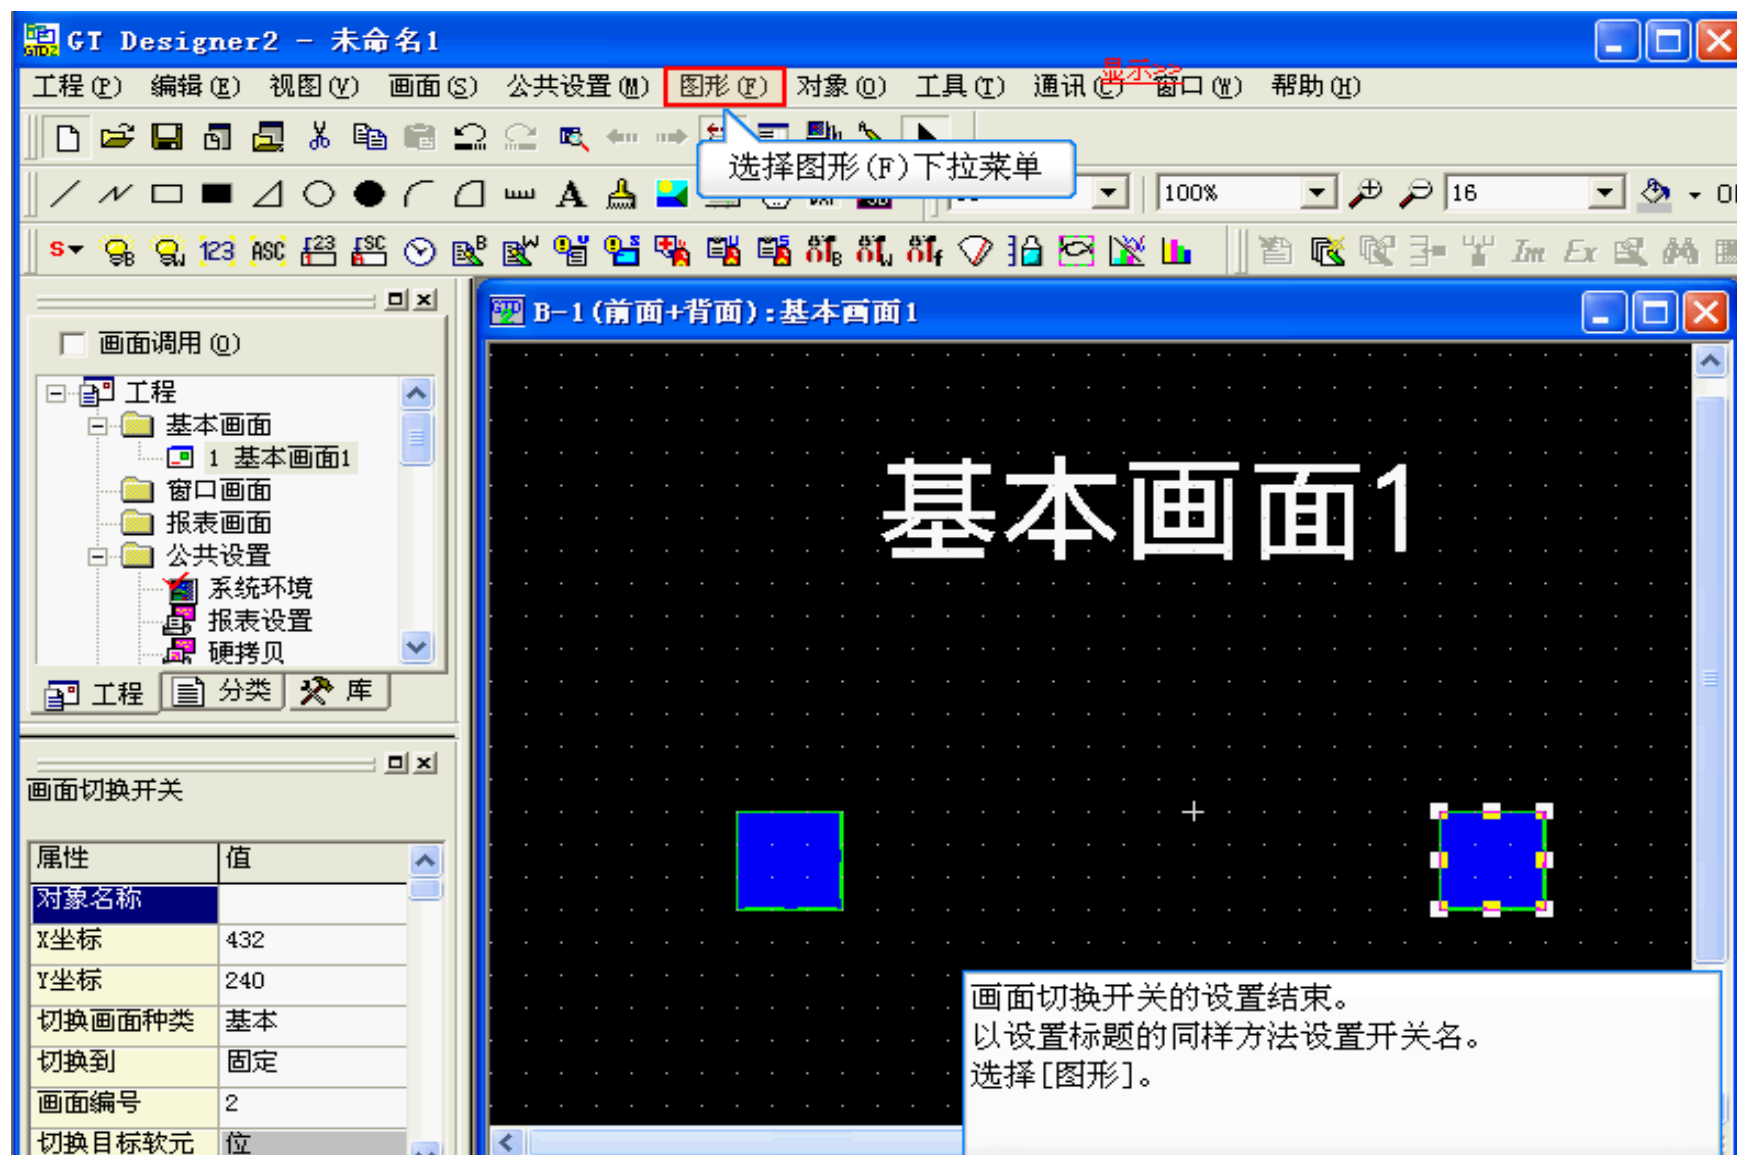 GT Designer2 - 未命名1
工程(P) 编辑(E) 视图(V) 画面(S) 公共设置(M) 图形(F) 对象(O) 工具(T) 通讯(C) 窗口(W) 帮助(H)
显示>>
选择图形(F)下拉菜单
A 100% 16
S 123 ASC 123 Im Ex
B-1(前面+背面):基本画面1
画面调用(Q)
工程
基本画面
1 基本画面1
窗口画面
报表画面
公共设置
系统环境
报表设置
硬拷贝
工程 分类 库
基本画面1
画面切换开关
属性 值
对象名称
X坐标 432
Y坐标 240
切换画面种类 基本
切换到 固定
画面编号 2
切换目标软元 位
画面切换开关的设置结束。
以设置标题的同样方法设置开关名。
选择[图形]。